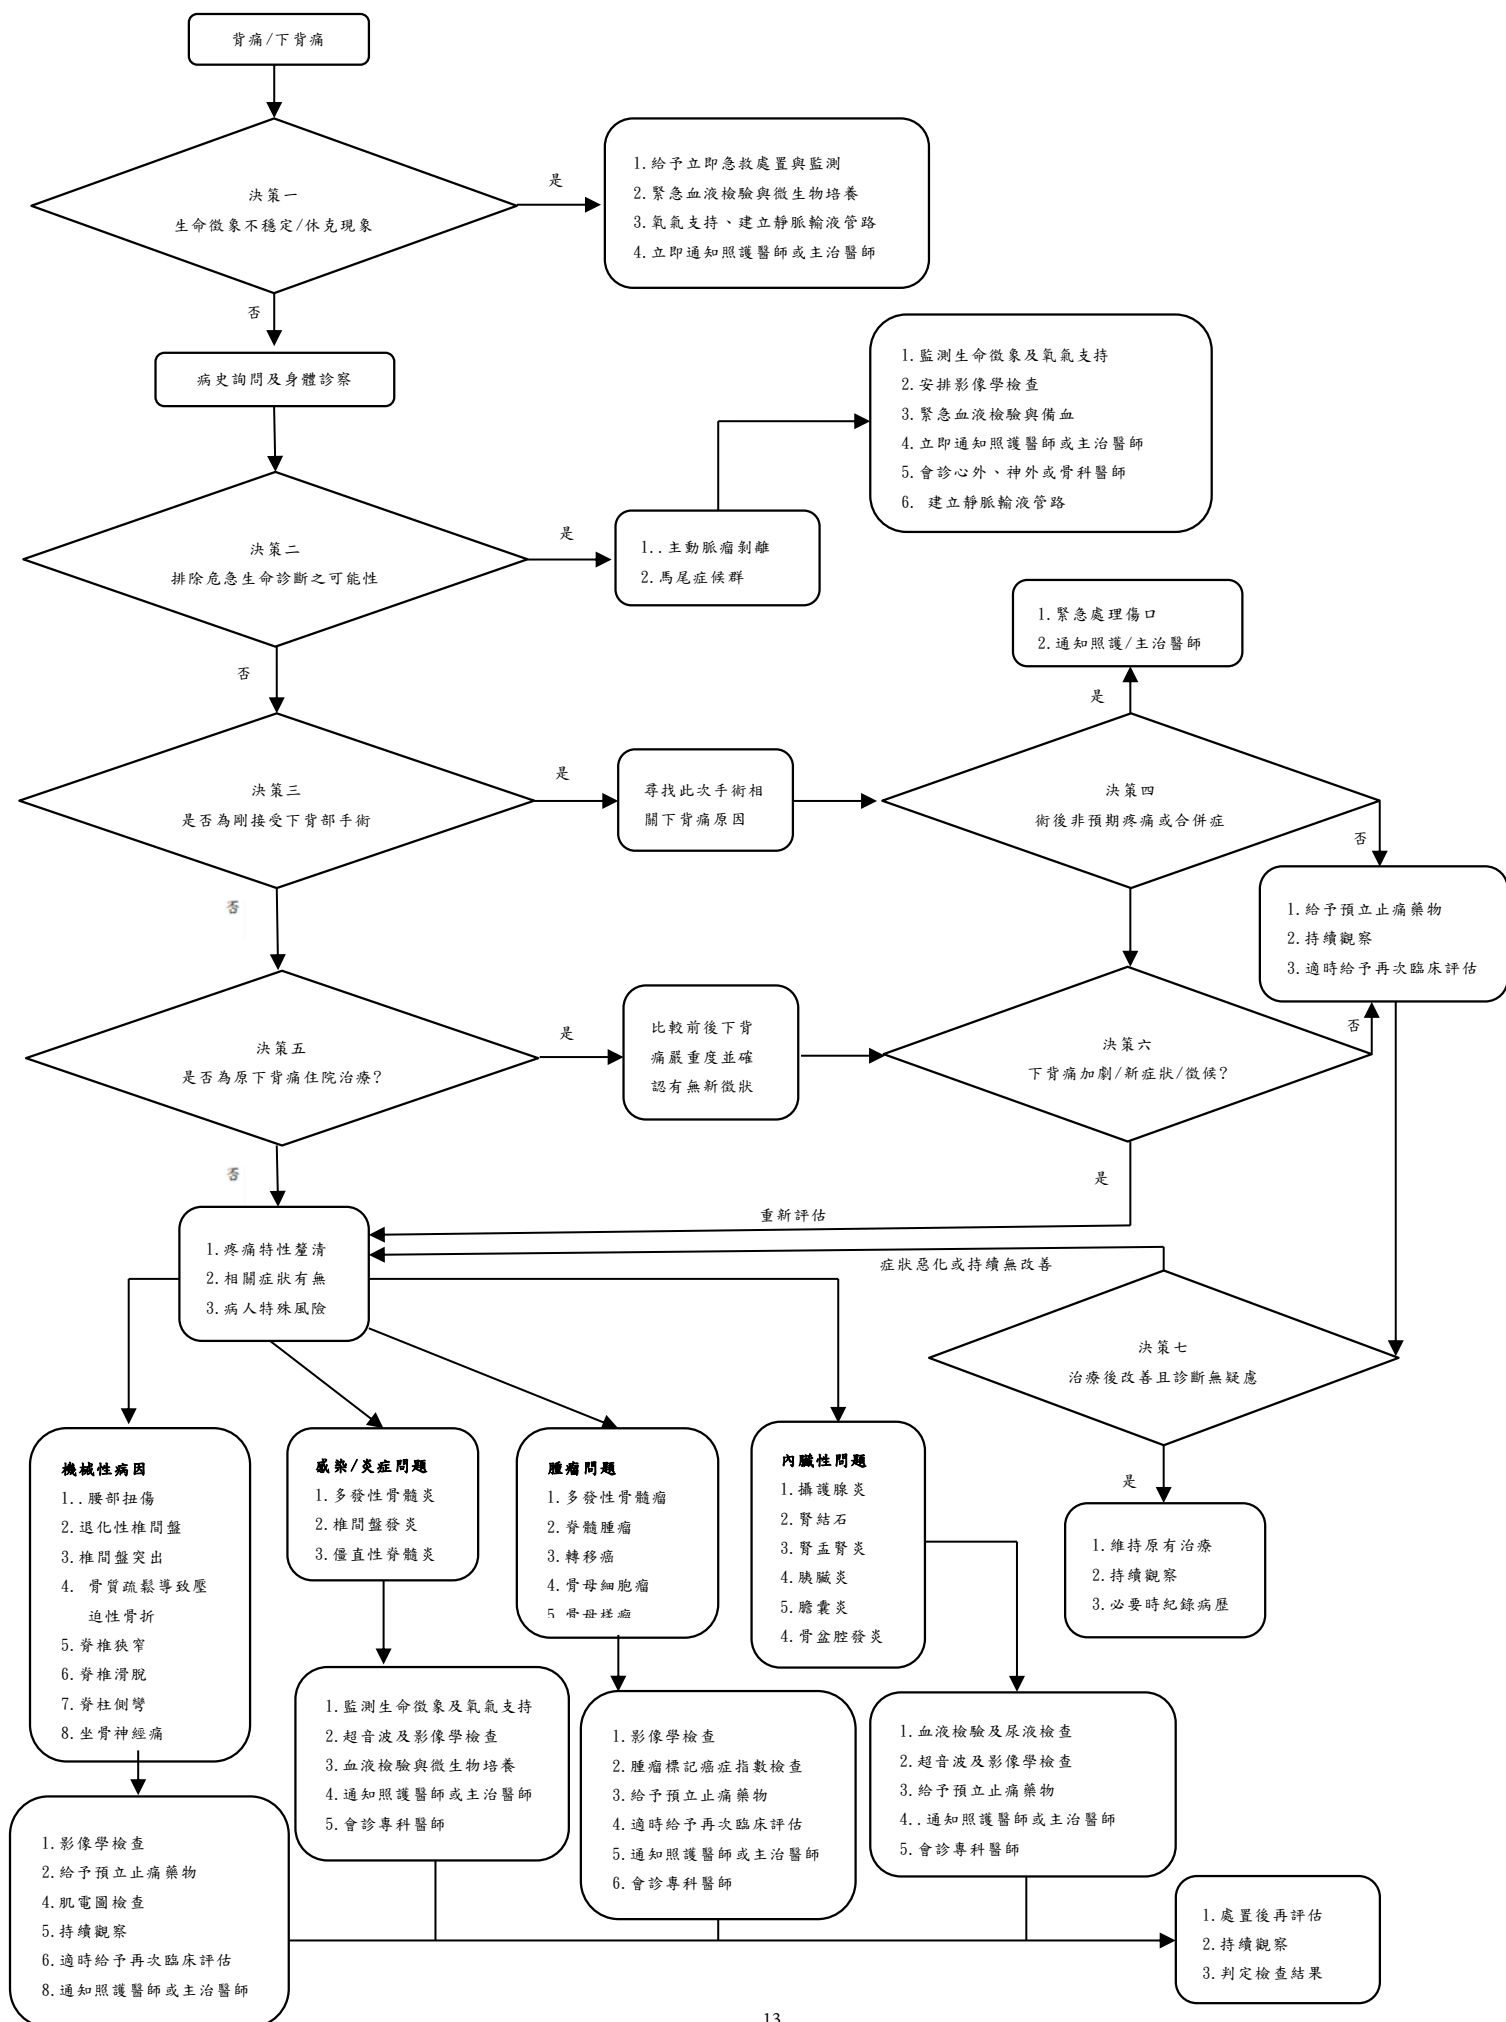 背痛/下背痛
決策一
生命徵象不穩定/休克現象
是
1.給予立即急救處置與監測
2.緊急血液檢驗與微生物培養
3.氧氣支持、建立靜脈輸液管路
4.立即通知照護醫師或主治醫師
否
病史詢問及身體診察
決策二
排除危急生命診斷之可能性
是
1..主動脈瘤剝離
2.馬尾症候群
1.監測生命徵象及氧氣支持
2.安排影像學檢查
3.緊急血液檢驗與備血
4.立即通知照護醫師或主治醫師
5.會診心外、神外或骨科醫師
6. 建立靜脈輸液管路
否
決策三
是否為剛接受下背部手術
是
尋找此次手術相
關下背痛原因
決策四
術後非預期疼痛或合併症
是
1.緊急處理傷口
2.通知照護/主治醫師
否
1.給予預立止痛藥物
2.持續觀察
3.適時給予再次臨床評估
否
決策五
是否為原下背痛住院治療?
是
比較前後下背
痛嚴重度並確
認有無新徵狀
決策六
下背痛加劇/新症狀/徵候?
否
是
重新評估
否
1.疼痛特性釐清
2.相關症狀有無
3.病人特殊風險
症狀惡化或持續無改善
決策七
治療後改善且診斷無疑慮
是
1.維持原有治療
2.持續觀察
3.必要時紀錄病歷
機械性病因
1..腰部扭傷
2.退化性椎間盤
3.椎間盤突出
4. 骨質疏鬆導致壓
迫性骨折
5.脊椎狹窄
6.脊椎滑脫
7.脊柱側彎
8.坐骨神經痛
感染/炎症問題
1.多發性骨髓炎
2.椎間盤發炎
3.僵直性脊髓炎
腫瘤問題
1.多發性骨髓瘤
2.脊髓腫瘤
3.轉移癌
4.骨母細胞瘤
5.骨母樣瘤
內臟性問題
1.攝護腺炎
2.腎結石
3.腎盂腎炎
4.胰臟炎
5.膽囊炎
4.骨盆腔發炎
1.影像學檢查
2.給予預立止痛藥物
4.肌電圖檢查
5.持續觀察
6.適時給予再次臨床評估
8.通知照護醫師或主治醫師
1.監測生命徵象及氧氣支持
2.超音波及影像學檢查
3.血液檢驗與微生物培養
4.通知照護醫師或主治醫師
5.會診專科醫師
1.影像學檢查
2.腫瘤標記癌症指數檢查
3.給予預立止痛藥物
4.適時給予再次臨床評估
5.通知照護醫師或主治醫師
6.會診專科醫師
1.血液檢驗及尿液檢查
2.超音波及影像學檢查
3.給予預立止痛藥物
4..通知照護醫師或主治醫師
5.會診專科醫師
1.處置後再評估
2.持續觀察
3.判定檢查結果
13